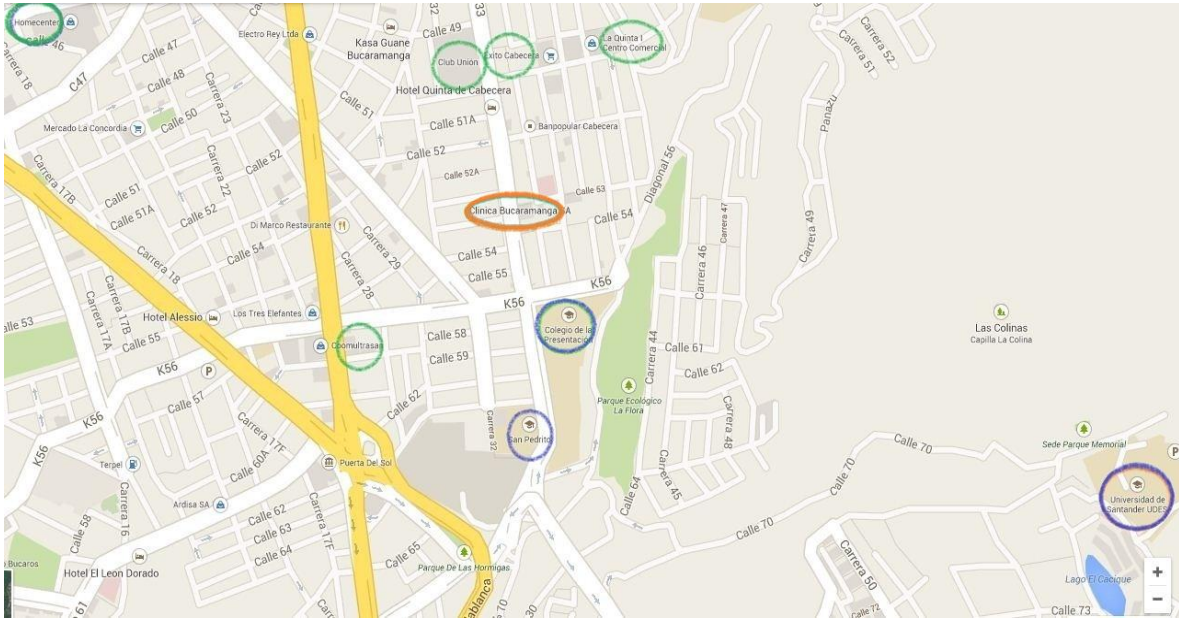 Homecenter
Calle 46
Calle 47
Electro Rey Ltda
Kasa Guane
Bucaramanga
Calle 49
33
Club Unión
Éxito Cabecera
La Quinta I
Centro Comercial
Carrera 51
Carrera 52
Carrera 18
C47
Calle 48
Calle 50
Carrera 23
Calle 51
Hotel Quinta de Cabecera
Panazu
Mercado La Concordia
Calle 51A
Banpopular Cabecera
Calle 52
Calle 52
Diagonal 56
Carrera 17B
Carrera 22
Calle 52A
Calle 53
Calle 51
Calle 51A
Calle 52
Clinica Bucaramanga
Calle 54
Carrera 47
Carrera 49
Di Marco Restaurante
Calle 54
Calle 54
Carrera 29
Carrera 46
Carrera 18
Calle 55
K56
Carrera 28
K56
Hotel Alessio
Los Tres Elefantes
Carrera 17B
Carrera 17A
Calle 55
Calle 58
Colegio de la
Presentación
Las Colinas
Capilla La Colina
Coomultrasan
Calle 59
Carrera 44
Calle 61
K56
P
Calle 62
Calle 57
Calle 62
Parque Ecológico
La Flora
K56
K56
Carrera 17F
Carrera 32
San Pedrito
Carrera 48
Calle 70
Sede Parque Memorial
P
Terpel
Calle 60A
Puerta Del Sol
Calle 70
Carrera 45
Calle 64
Universidad de
Santander UDES
Carrera 16
Ardisa SA
Calle 62
Calle 58
Calle 63
Carrera 17F
Calle 70
Calle 64
Calle 65
Parque De Las Hormigas
Carrera 50
Hotel El Leon Dorado
Lago El Cacique
61
70
30
Calle 72
Calle 73
+
−